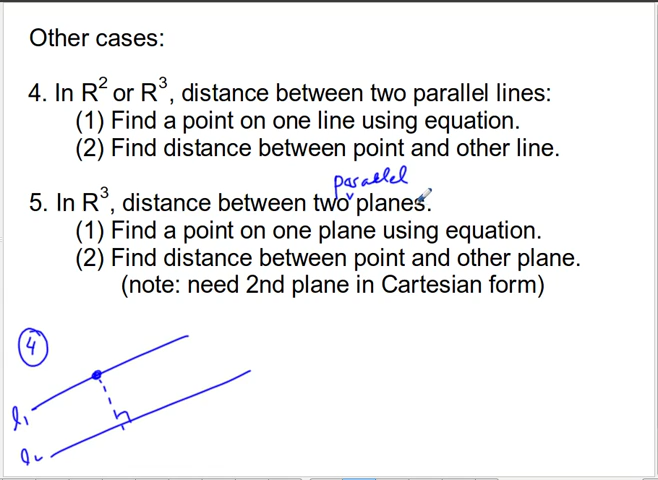 Other cases:
4. In R² or R³, distance between two parallel lines:
(1) Find a point on one line using equation.
(2) Find distance between point and other line.
parallel
5. In R³, distance between two planes:
(1) Find a point on one plane using equation.
(2) Find distance between point and other plane.
(note: need 2nd plane in Cartesian form)
4
l₁
l₂